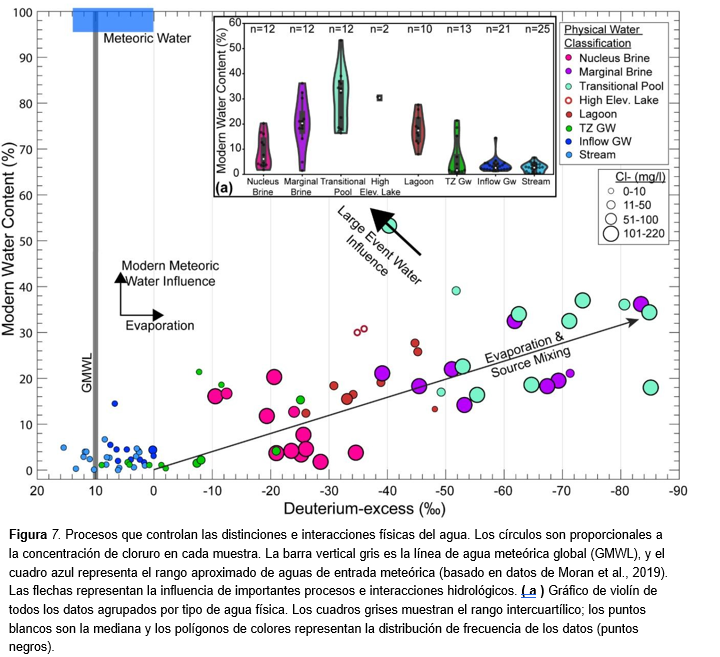 100
90
80
70
60
50
40
30
20
10
0
Modern Water Content (%)
Meteoric Water
GMWL
Modern Meteoric
Water Influence
Evaporation
Large Event Water
Influence
Evaporation &
Source Mixing
20 10 0 -10 -20 -30 -40 -50 -60 -70 -80 -90
Deuterium-excess (‰)
60
50
40
30
20
10
0
Modern Water Content (%)
n=12 n=12 n=12 n=2 n=10 n=13 n=21 n=25
(a)
Nucleus Marginal Transitional High Lagoon TZ Gw Inflow Gw Stream
Brine Brine Pool Elev. Lake
Physical Water
Classification
Nucleus Brine
Marginal Brine
Transitional Pool
High Elev. Lake
Lagoon
TZ GW
Inflow GW
Stream
Cl- (mg/l)
0-10
11-50
51-100
101-220
Figura 7. Procesos que controlan las distinciones e interacciones físicas del agua. Los círculos son proporcionales a
la concentración de cloruro en cada muestra. La barra vertical gris es la línea de agua meteórica global (GMWL), y el
cuadro azul representa el rango aproximado de aguas de entrada meteórica (basado en datos de Moran et al., 2019).
Las flechas representan la influencia de importantes procesos e interacciones hidrológicos. ( a ) Gráfico de violín de
todos los datos agrupados por tipo de agua física. Los cuadros grises muestran el rango intercuartílico; los puntos
blancos son la mediana y los polígonos de colores representan la distribución de frecuencia de los datos (puntos
negros).